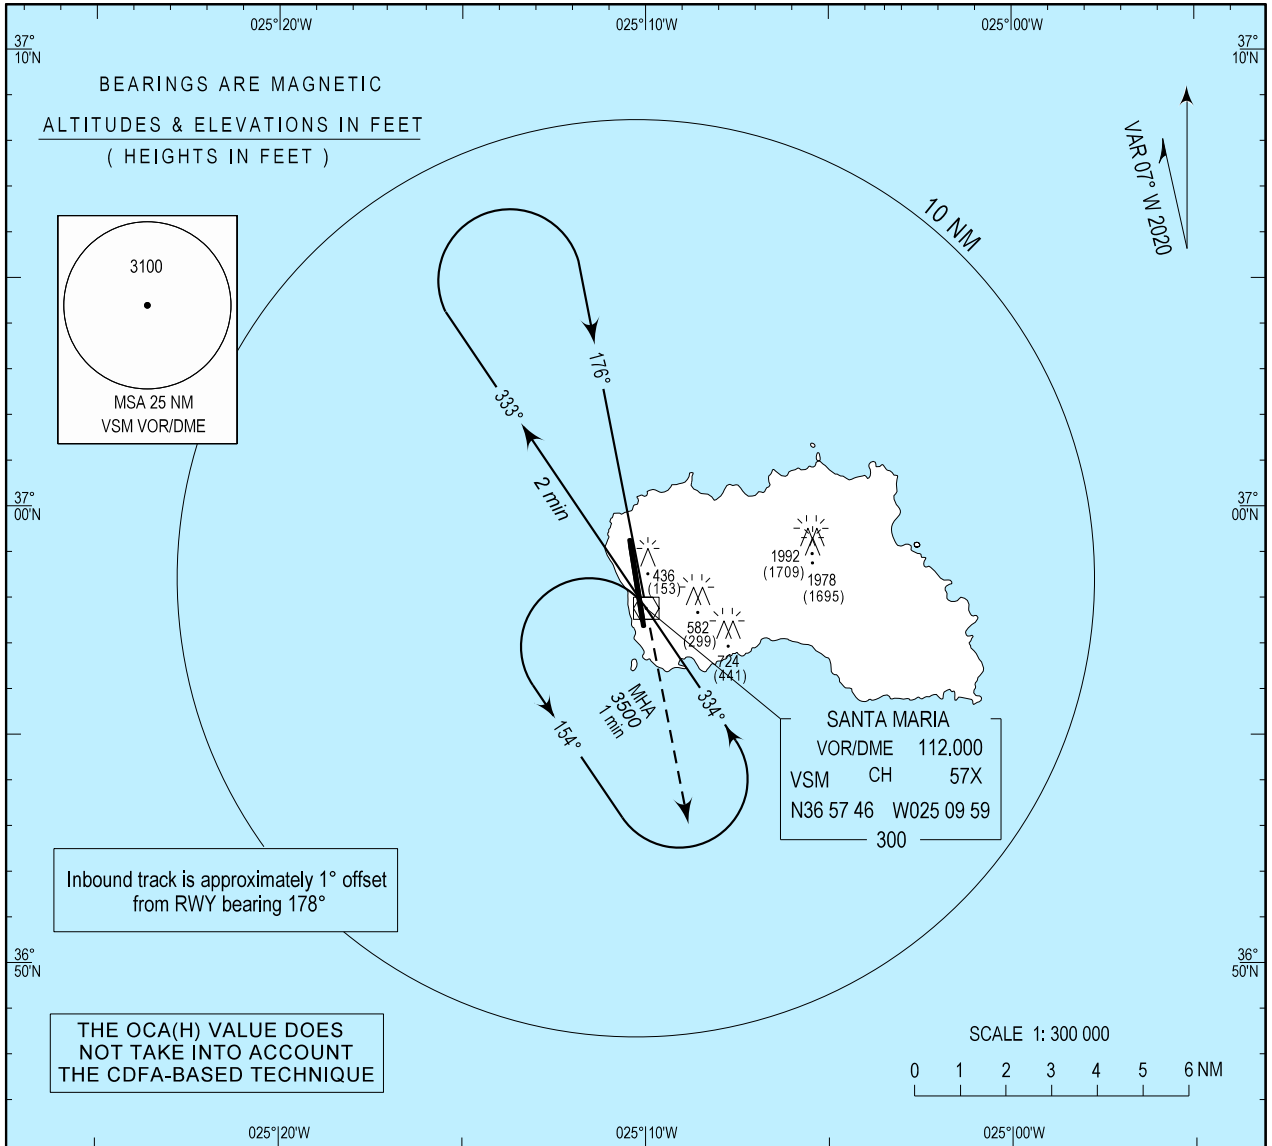 025°20'W
025°10'W
025°00'W
37°
10'N
37°
10'N
BEARINGS ARE MAGNETIC
ALTITUDES & ELEVATIONS IN FEET
( HEIGHTS IN FEET )
VAR 07° W 2020
10 NM
3100
MSA 25 NM
VSM VOR/DME
176°
333°
2 min
37°
00'N
37°
00'N
436
(153)
582
(299)
724
(441)
1992
(1709)
1978
(1695)
MHA
3500
1 min
154°
334°
SANTA MARIA
VOR/DME 112.000
VSM CH 57X
N36 57 46 W025 09 59
300
Inbound track is approximately 1° offset
from RWY bearing 178°
36°
50'N
36°
50'N
THE OCA(H) VALUE DOES
NOT TAKE INTO ACCOUNT
THE CDFA-BASED TECHNIQUE
SCALE 1: 300 000
0 1 2 3 4 5 6 NM
025°20'W
025°10'W
025°00'W